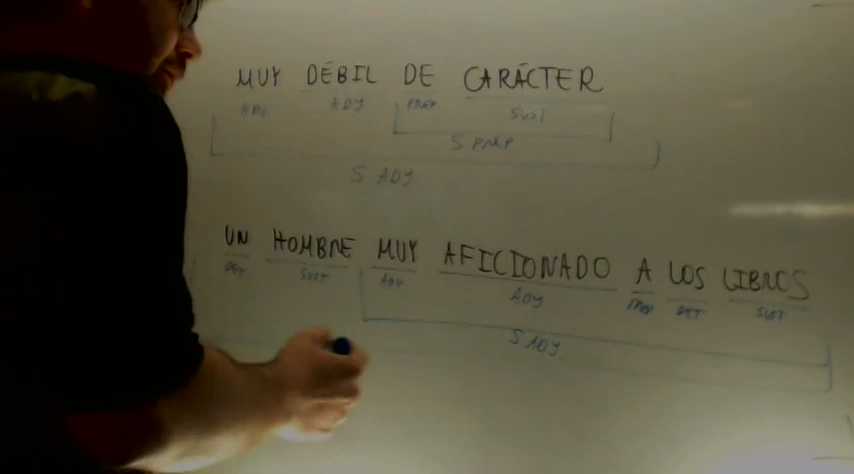 MUY DÉBIL DE CARÁCTER
ADV ADJ PREP SUST
S PREP
S ADJ
UN HOMBRE MUY AFICIONADO A LOS LIBROS
DET SUST ADV ADJ PREP DET SUST
S ADJ